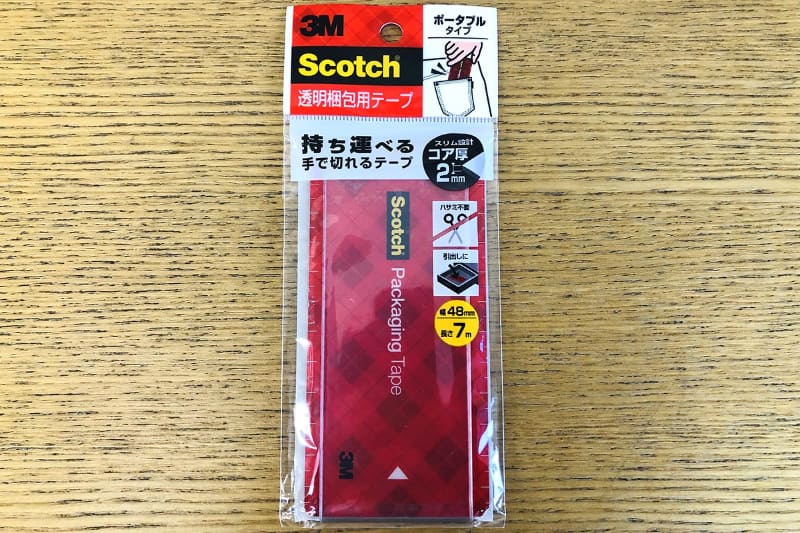 3M
Scotch
透明梱包用テープ
ポータブル
タイプ
持ち運べる
手で切れるテープ
スリム設計
コア厚
2mm
ハサミ不要
引出しに
幅48mm
長さ7m
Scotch Packaging Tape
3M